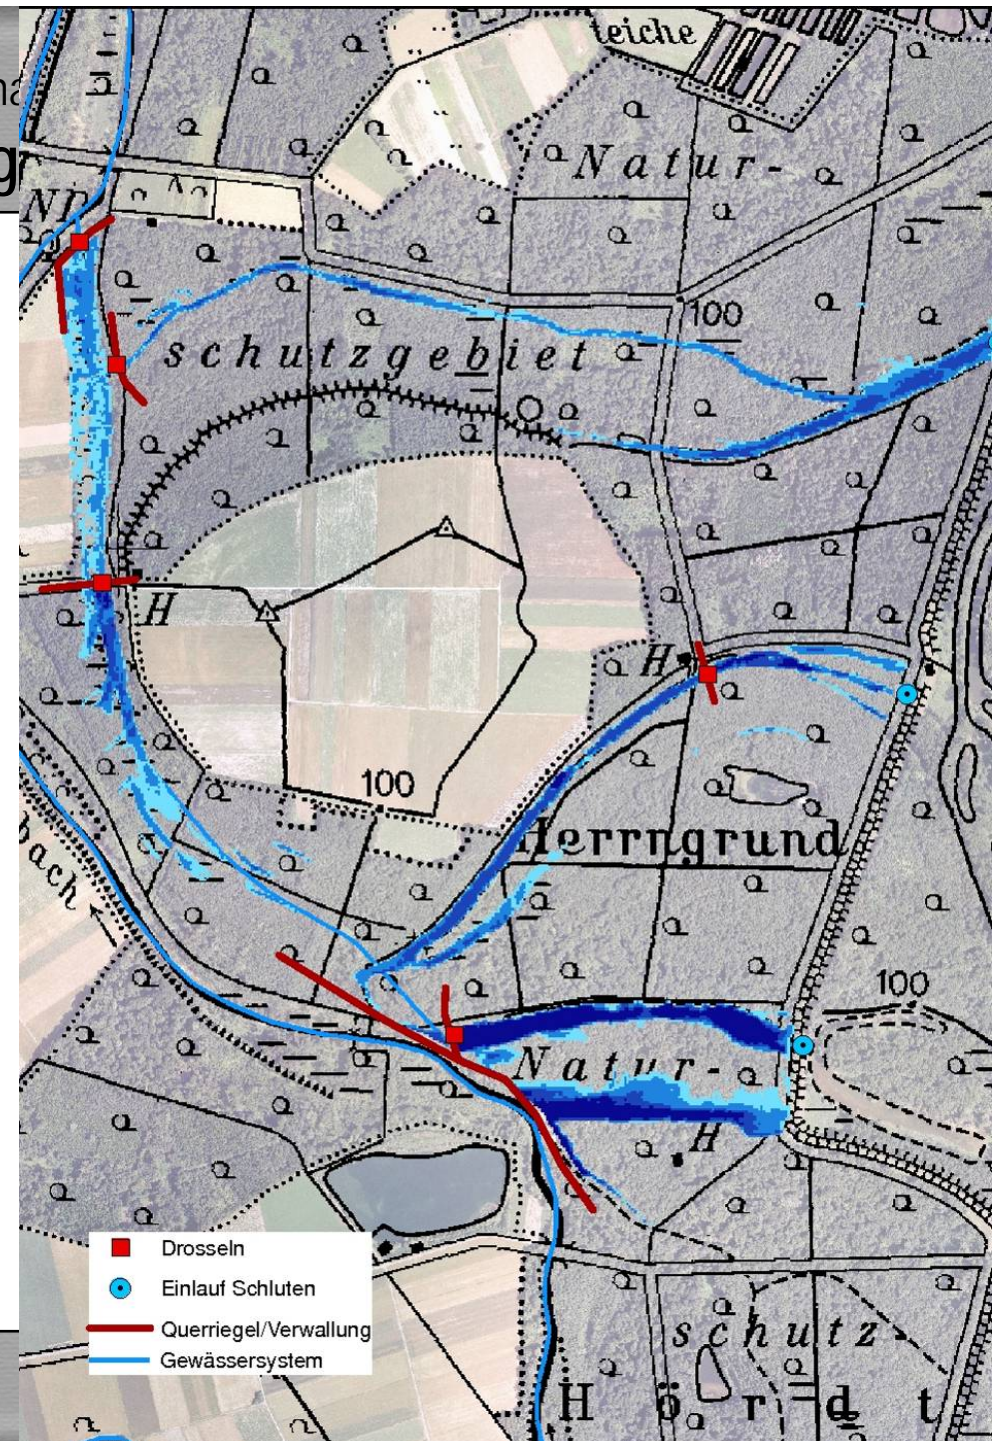 teiche
Natur-
100
schutzgebiet
H
H
100
Herrngrund
bach
100
Natur-
H
Drosseln
Einlauf Schluten
Querriegel/Verwallung
Gewässersystem
schutz-
Hördt